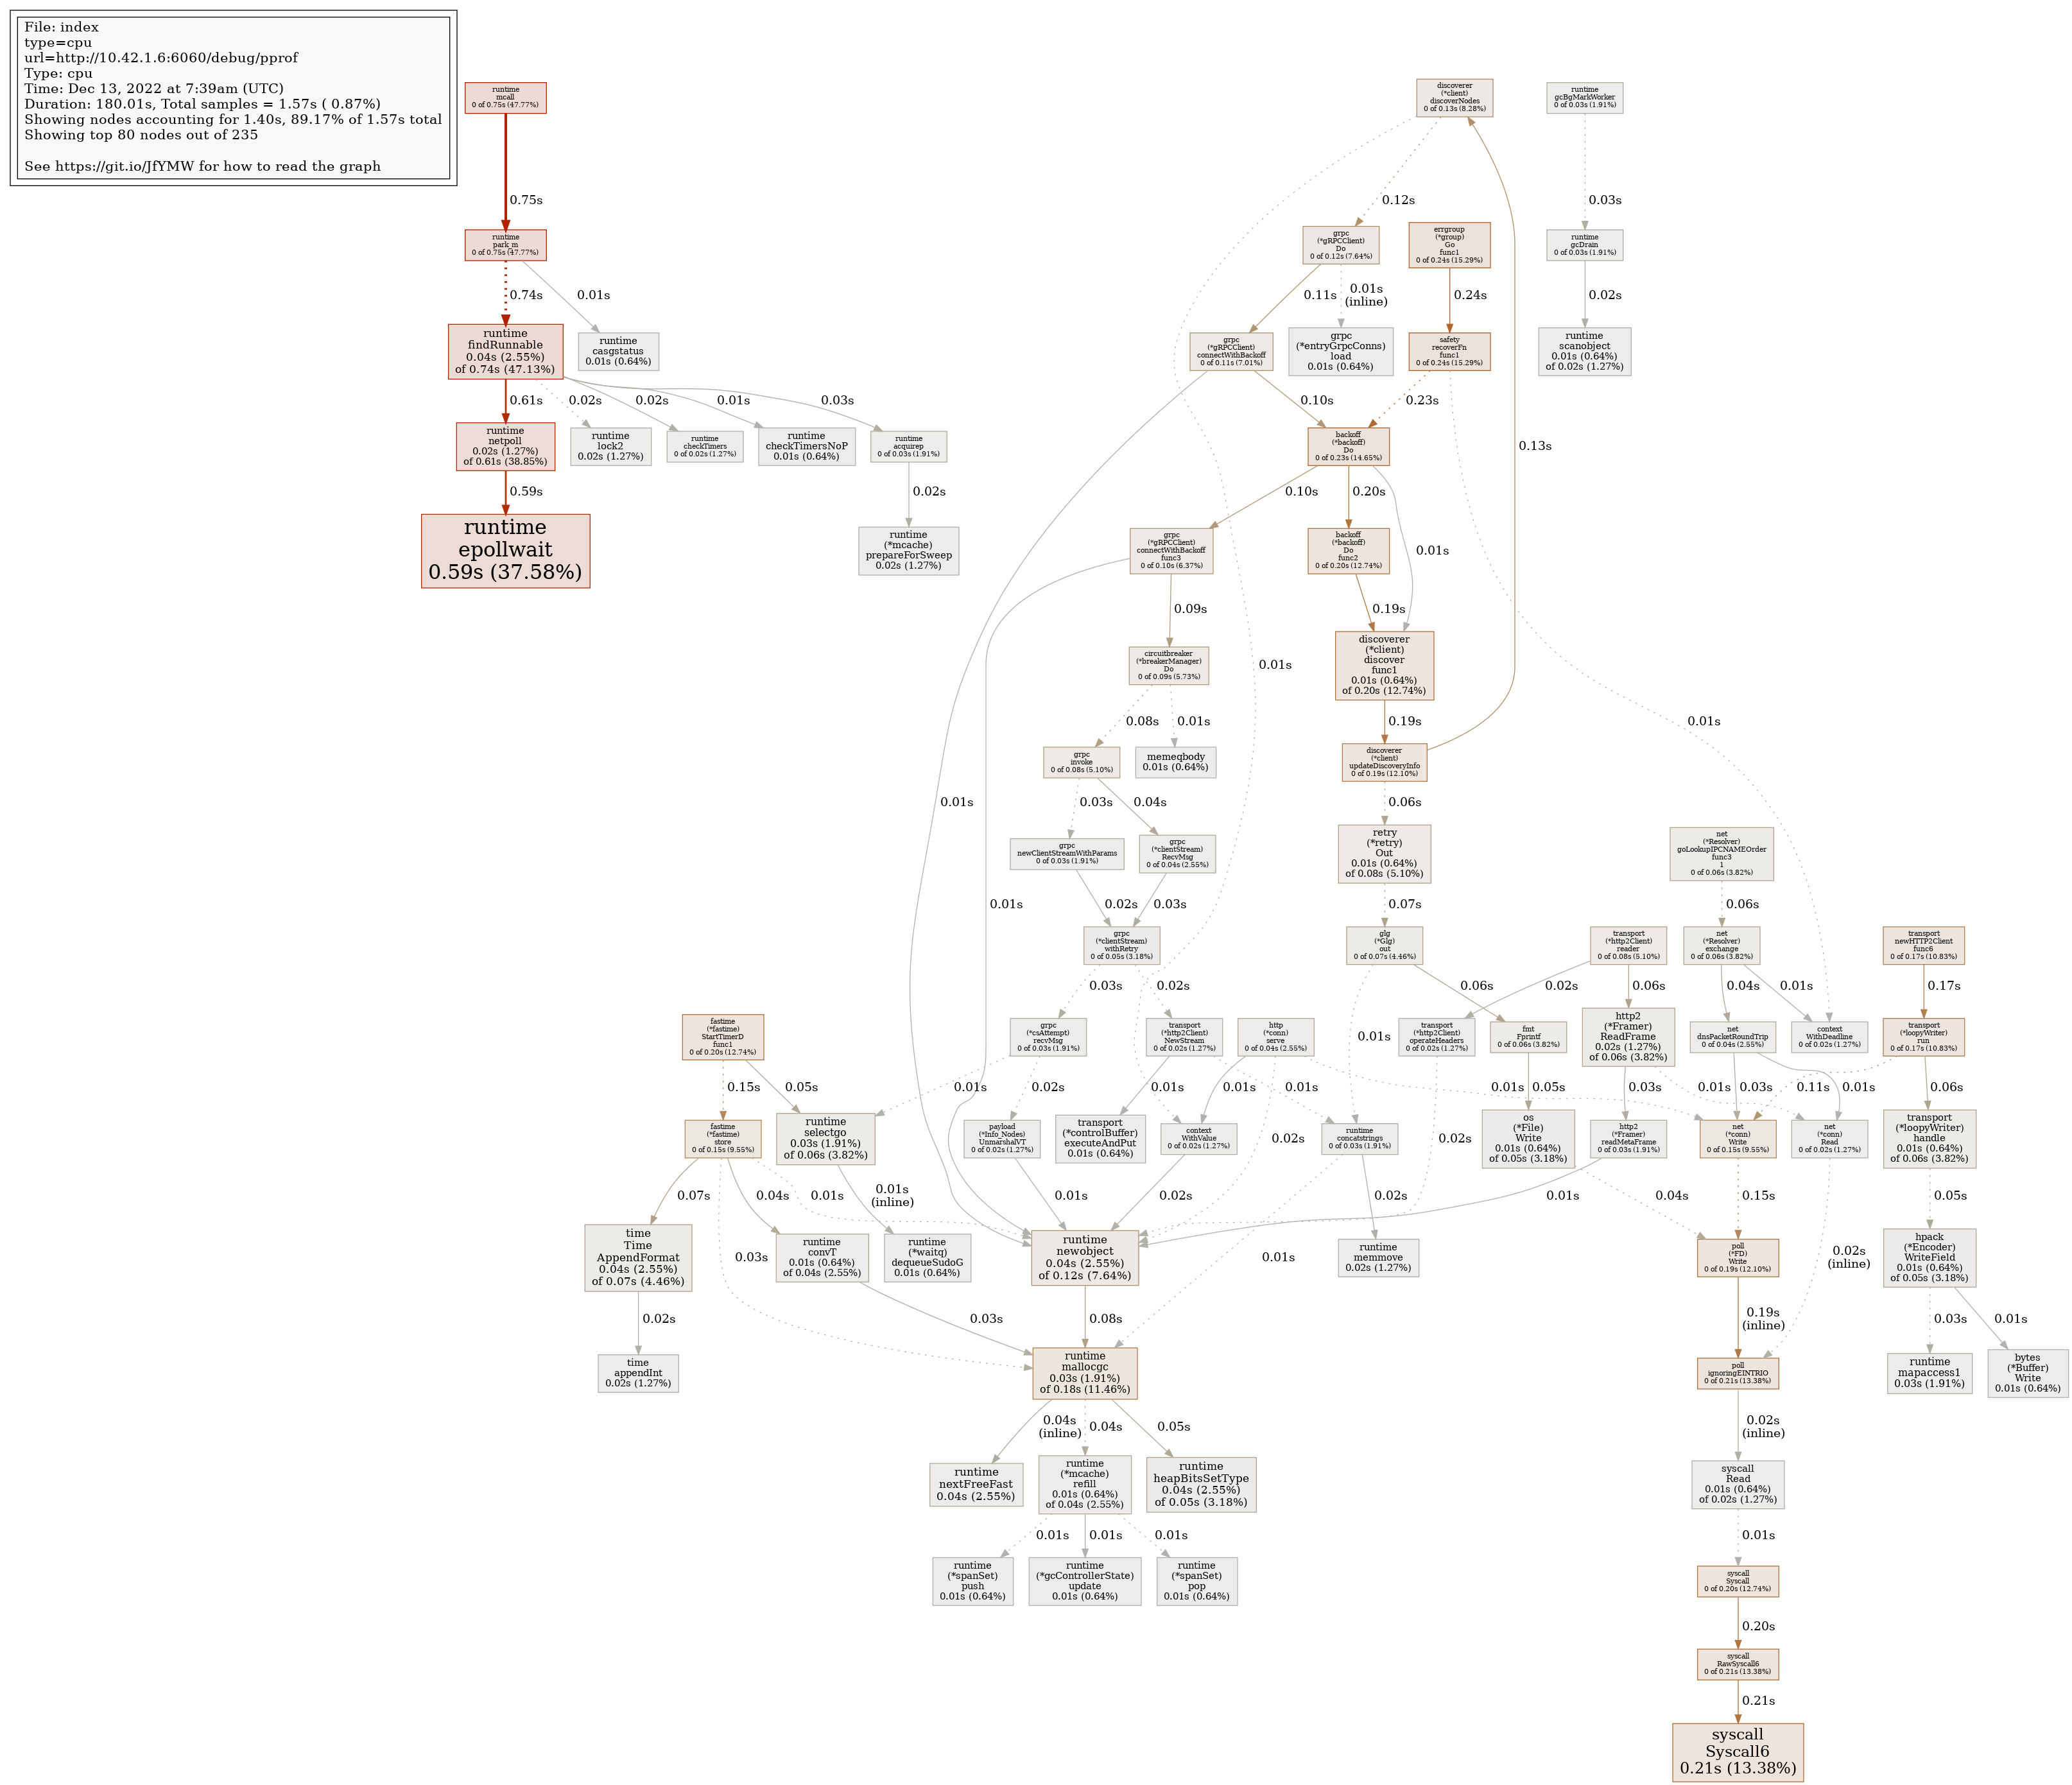 File: index
type=cpu
url=http://10.42.1.6:6060/debug/pprof
Type: cpu
Time: Dec 13, 2022 at 7:39am (UTC)
Duration: 180.01s, Total samples = 1.57s ( 0.87%)
Showing nodes accounting for 1.40s, 89.17% of 1.57s total
Showing top 80 nodes out of 235
See https://git.io/JfYMW for how to read the graph
runtime
mcall
0 of 0.75s (47.77%)
discoverer
(*client)
discoverNodes
0 of 0.13s (8.28%)
runtime
gcBgMarkWorker
0 of 0.03s (1.91%)
0.75s
0.12s
0.03s
runtime
park_m
0 of 0.75s (47.77%)
grpc
(*gRPCClient)
Do
0 of 0.12s (7.64%)
errgroup
(*group)
Go
func1
0 of 0.24s (15.29%)
runtime
gcDrain
0 of 0.03s (1.91%)
0.74s
0.01s
0.11s
0.01s
(inline)
0.24s
0.02s
runtime
findRunnable
0.04s (2.55%)
of 0.74s (47.13%)
runtime
casgstatus
0.01s (0.64%)
grpc
(*gRPCClient)
connectWithBackoff
0 of 0.11s (7.01%)
grpc
(*entryGrpcConns)
load
0.01s (0.64%)
safety
recoverFn
func1
0 of 0.24s (15.29%)
runtime
scanobject
0.01s (0.64%)
of 0.02s (1.27%)
0.61s
0.02s
0.02s
0.01s
0.03s
0.10s
0.23s
0.13s
runtime
netpoll
0.02s (1.27%)
of 0.61s (38.85%)
runtime
lock2
0.02s (1.27%)
runtime
checkTimers
0 of 0.02s (1.27%)
runtime
checkTimersNoP
0.01s (0.64%)
runtime
acquirep
0 of 0.03s (1.91%)
backoff
(*backoff)
Do
0 of 0.23s (14.65%)
0.59s
0.02s
0.10s
0.20s
0.01s
runtime
epollwait
0.59s (37.58%)
runtime
(*mcache)
prepareForSweep
0.02s (1.27%)
grpc
(*gRPCClient)
connectWithBackoff
func3
0 of 0.10s (6.37%)
backoff
(*backoff)
Do
func2
0 of 0.20s (12.74%)
0.09s
0.19s
0.01s
circuitbreaker
(*breakerManager)
Do
0 of 0.09s (5.73%)
discoverer
(*client)
discover
func1
0.01s (0.64%)
of 0.20s (12.74%)
0.08s
0.01s
0.19s
0.01s
grpc
invoke
0 of 0.08s (5.10%)
memeqbody
0.01s (0.64%)
discoverer
(*client)
updateDiscoveryInfo
0 of 0.19s (12.10%)
0.01s
0.03s
0.04s
0.06s
grpc
newClientStreamWithParams
0 of 0.03s (1.91%)
grpc
(*clientStream)
RecvMsg
0 of 0.04s (2.55%)
retry
(*retry)
Out
0.01s (0.64%)
of 0.08s (5.10%)
net
(*Resolver)
goLookupIPCNAMEOrder
func3
1
0 of 0.06s (3.82%)
0.01s
0.02s
0.03s
0.07s
0.06s
grpc
(*clientStream)
withRetry
0 of 0.05s (3.18%)
glg
(*Glg)
out
0 of 0.07s (4.46%)
transport
(*http2Client)
reader
0 of 0.08s (5.10%)
net
(*Resolver)
exchange
0 of 0.06s (3.82%)
transport
newHTTP2Client
func6
0 of 0.17s (10.83%)
0.03s
0.02s
0.06s
0.02s
0.06s
0.04s
0.01s
0.17s
fastime
(*fastime)
StartTimerD
func1
0 of 0.20s (12.74%)
grpc
(*csAttempt)
recvMsg
0 of 0.03s (1.91%)
transport
(*http2Client)
NewStream
0 of 0.02s (1.27%)
http
(*conn)
serve
0 of 0.04s (2.55%)
0.01s
transport
(*http2Client)
operateHeaders
0 of 0.02s (1.27%)
fmt
Fprintf
0 of 0.06s (3.82%)
http2
(*Framer)
ReadFrame
0.02s (1.27%)
of 0.06s (3.82%)
net
dnsPacketRoundTrip
0 of 0.04s (2.55%)
context
WithDeadline
0 of 0.02s (1.27%)
transport
(*loopyWriter)
run
0 of 0.17s (10.83%)
0.15s
0.05s
0.01s
0.02s
0.01s
0.01s
0.01s
0.01s
0.01s
0.05s
0.03s
0.01s
0.03s
0.11s
0.01s
0.06s
fastime
(*fastime)
store
0 of 0.15s (9.55%)
runtime
selectgo
0.03s (1.91%)
of 0.06s (3.82%)
payload
(*Info_Nodes)
UnmarshalVT
0 of 0.02s (1.27%)
transport
(*controlBuffer)
executeAndPut
0.01s (0.64%)
context
WithValue
0 of 0.02s (1.27%)
0.02s
runtime
concatstrings
0 of 0.03s (1.91%)
0.02s
os
(*File)
Write
0.01s (0.64%)
of 0.05s (3.18%)
http2
(*Framer)
readMetaFrame
0 of 0.03s (1.91%)
net
(*conn)
Write
0 of 0.15s (9.55%)
net
(*conn)
Read
0 of 0.02s (1.27%)
transport
(*loopyWriter)
handle
0.01s (0.64%)
of 0.06s (3.82%)
0.07s
0.04s
0.01s
0.01s
(inline)
0.01s
0.02s
0.02s
0.01s
0.04s
0.15s
0.05s
time
Time
AppendFormat
0.04s (2.55%)
of 0.07s (4.46%)
0.03s
runtime
convT
0.01s (0.64%)
of 0.04s (2.55%)
runtime
(*waitq)
dequeueSudoG
0.01s (0.64%)
runtime
newobject
0.04s (2.55%)
of 0.12s (7.64%)
0.01s
runtime
memmove
0.02s (1.27%)
poll
(*FD)
Write
0 of 0.19s (12.10%)
0.02s
(inline)
hpack
(*Encoder)
WriteField
0.01s (0.64%)
of 0.05s (3.18%)
0.02s
0.03s
0.08s
0.19s
(inline)
0.03s
0.01s
time
appendInt
0.02s (1.27%)
runtime
mallocgc
0.03s (1.91%)
of 0.18s (11.46%)
poll
ignoringEINTRIO
0 of 0.21s (13.38%)
runtime
mapaccess1
0.03s (1.91%)
bytes
(*Buffer)
Write
0.01s (0.64%)
0.04s
(inline)
0.04s
0.05s
0.02s
(inline)
runtime
nextFreeFast
0.04s (2.55%)
runtime
(*mcache)
refill
0.01s (0.64%)
of 0.04s (2.55%)
runtime
heapBitsSetType
0.04s (2.55%)
of 0.05s (3.18%)
syscall
Read
0.01s (0.64%)
of 0.02s (1.27%)
0.01s
0.01s
0.01s
0.01s
runtime
(*spanSet)
push
0.01s (0.64%)
runtime
(*gcControllerState)
update
0.01s (0.64%)
runtime
(*spanSet)
pop
0.01s (0.64%)
syscall
Syscall
0 of 0.20s (12.74%)
0.20s
syscall
RawSyscall6
0 of 0.21s (13.38%)
0.21s
syscall
Syscall6
0.21s (13.38%)